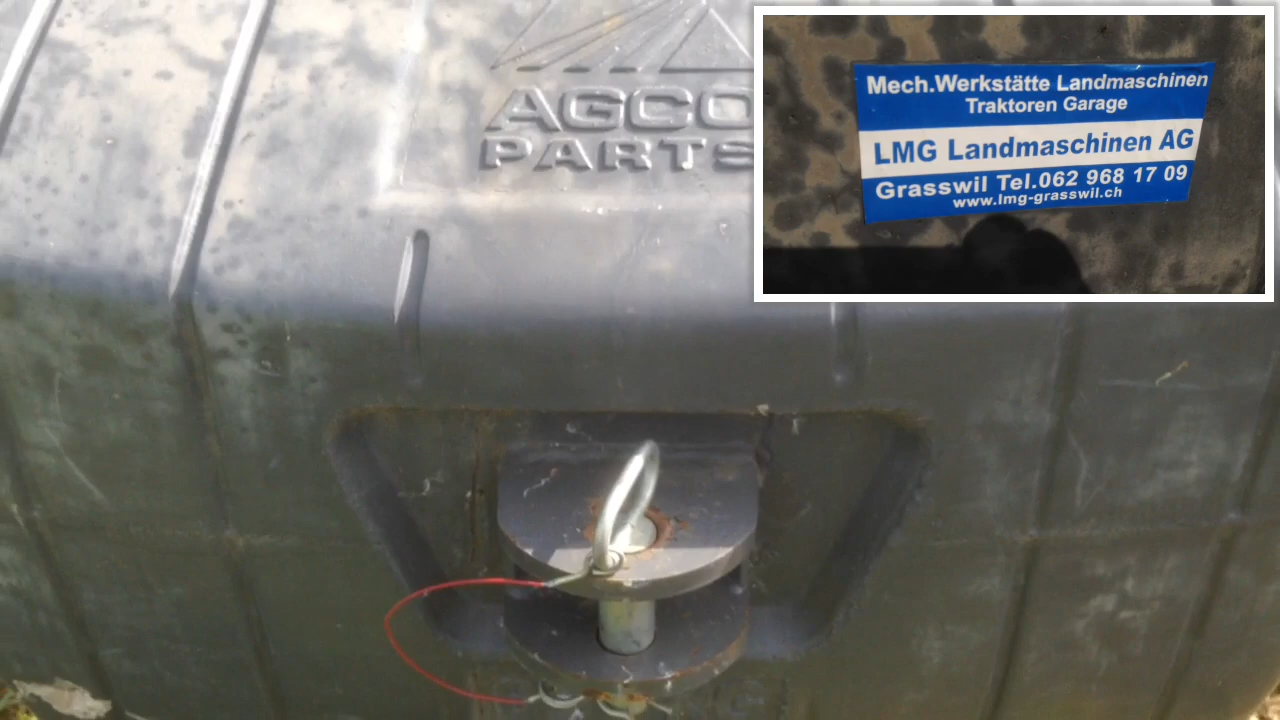 AGCO
PARTS
Mech.Werkstätte Landmaschinen
Traktoren Garage
LMG Landmaschinen AG
Grasswil Tel.062 968 17 09
www.lmg-grasswil.ch